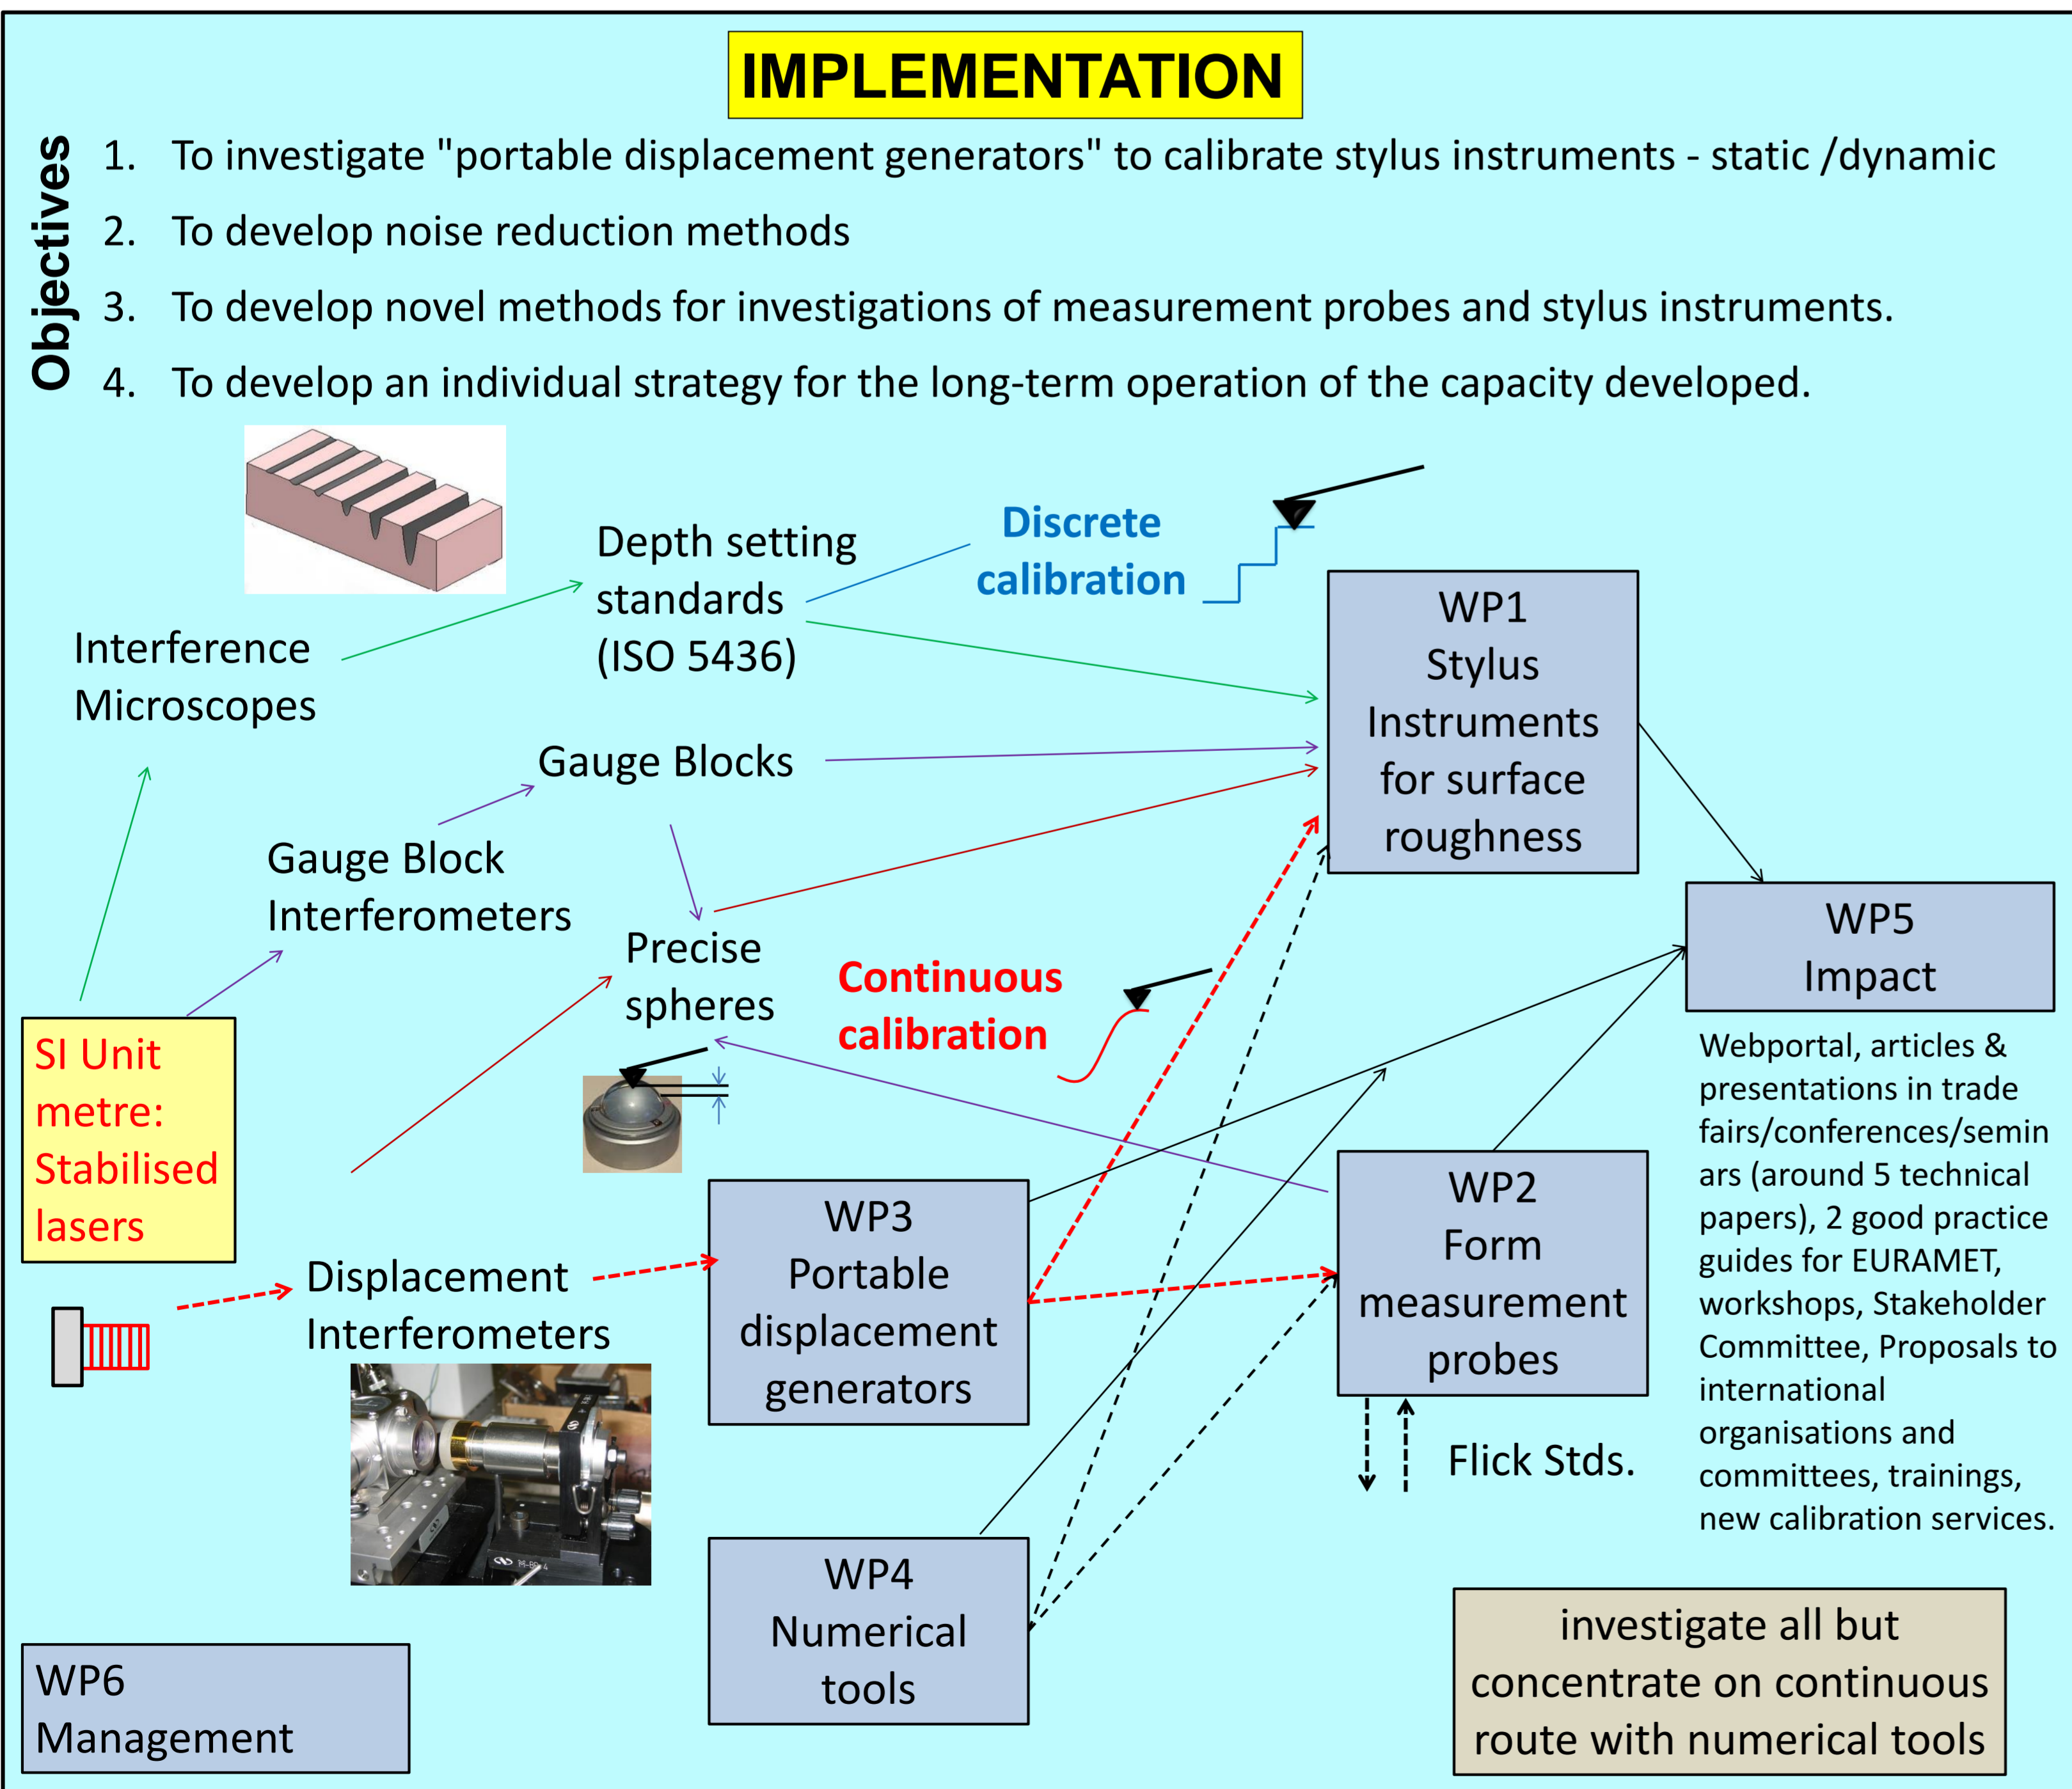 IMPLEMENTATION
Objectives
1. To investigate "portable displacement generators" to calibrate stylus instruments - static /dynamic
2. To develop noise reduction methods
3. To develop novel methods for investigations of measurement probes and stylus instruments.
4. To develop an individual strategy for the long-term operation of the capacity developed.
Depth setting
standards
(ISO 5436)
Discrete
calibration
Interference
Microscopes
WP1
Stylus
Instruments
for surface
roughness
Gauge Blocks
Gauge Block
Interferometers
Precise
spheres
Continuous
calibration
WP5
Impact
SI Unit
metre:
Stabilised
lasers
Webportal, articles &
presentations in trade
fairs/conferences/semin
ars (around 5 technical
papers), 2 good practice
guides for EURAMET,
workshops, Stakeholder
Committee, Proposals to
international
organisations and
committees, trainings,
new calibration services.
Displacement
Interferometers
WP3
Portable
displacement
generators
WP2
Form
measurement
probes
Flick Stds.
WP4
Numerical
tools
WP6
Management
investigate all but
concentrate on continuous
route with numerical tools